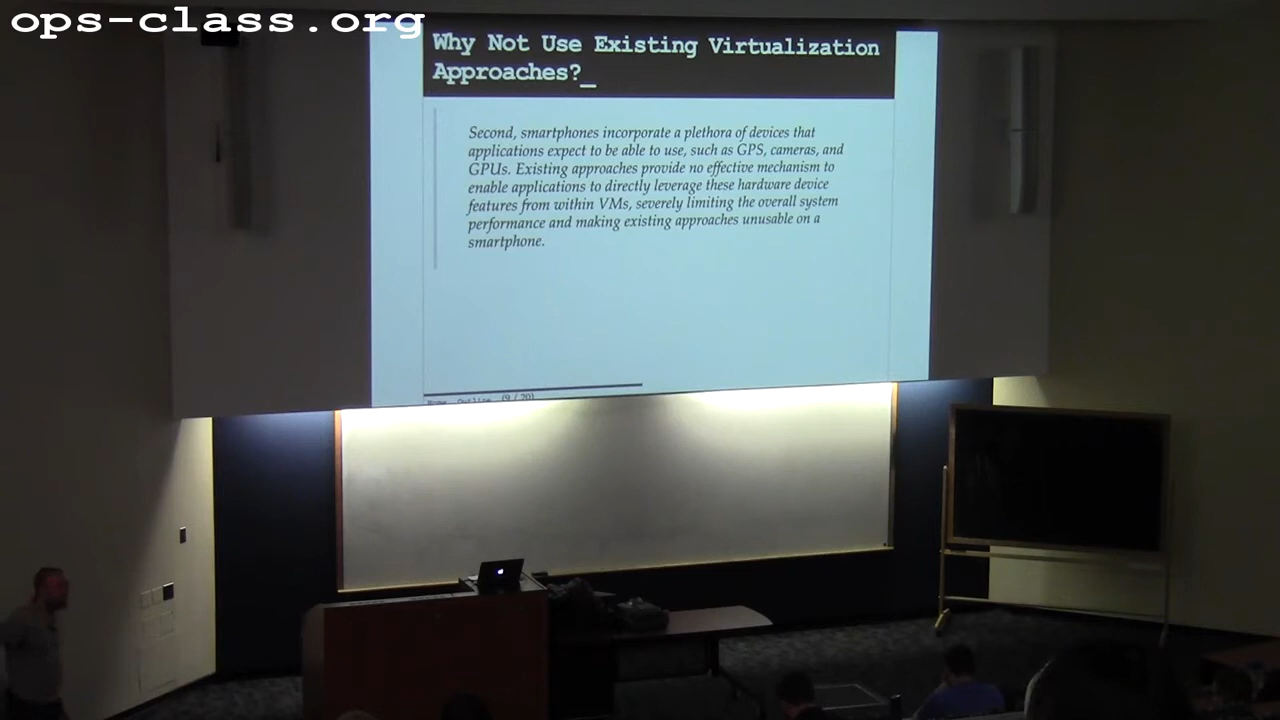 ops-class.org
Why Not Use Existing Virtualization
Approaches?_
Second, smartphones incorporate a plethora of devices that
applications expect to be able to use, such as GPS, cameras, and
GPUs. Existing approaches provide no effective mechanism to
enable applications to directly leverage these hardware device
features from within VMs, severely limiting the overall system
performance and making existing approaches unusable on a
smartphone.
(9 / 20)